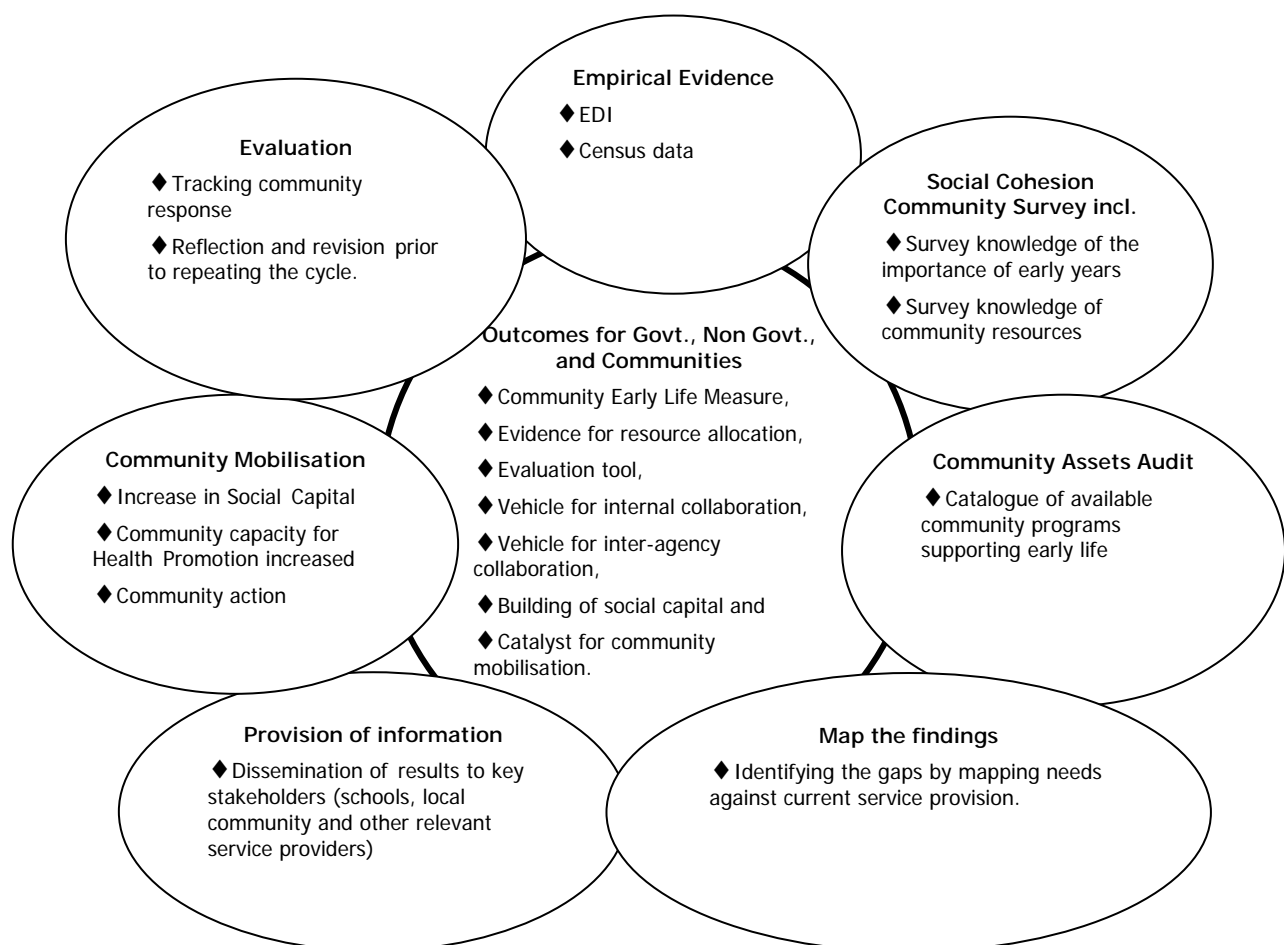 Empirical Evidence
♦ EDI
♦ Census data
Social Cohesion
Community Survey incl.
♦ Survey knowledge of the
importance of early years
♦ Survey knowledge of
community resources
Community Assets Audit
♦ Catalogue of available
community programs
supporting early life
Map the findings
♦ Identifying the gaps by mapping needs
against current service provision.
Provision of information
♦ Dissemination of results to key
stakeholders (schools, local
community and other relevant
service providers)
Community Mobilisation
♦ Increase in Social Capital
♦ Community capacity for
Health Promotion increased
♦ Community action
Evaluation
♦ Tracking community
response
♦ Reflection and revision prior
to repeating the cycle.
Outcomes for Govt., Non Govt.,
and Communities
♦ Community Early Life Measure,
♦ Evidence for resource allocation,
♦ Evaluation tool,
♦ Vehicle for internal collaboration,
♦ Vehicle for inter-agency
collaboration,
♦ Building of social capital and
♦ Catalyst for community
mobilisation.